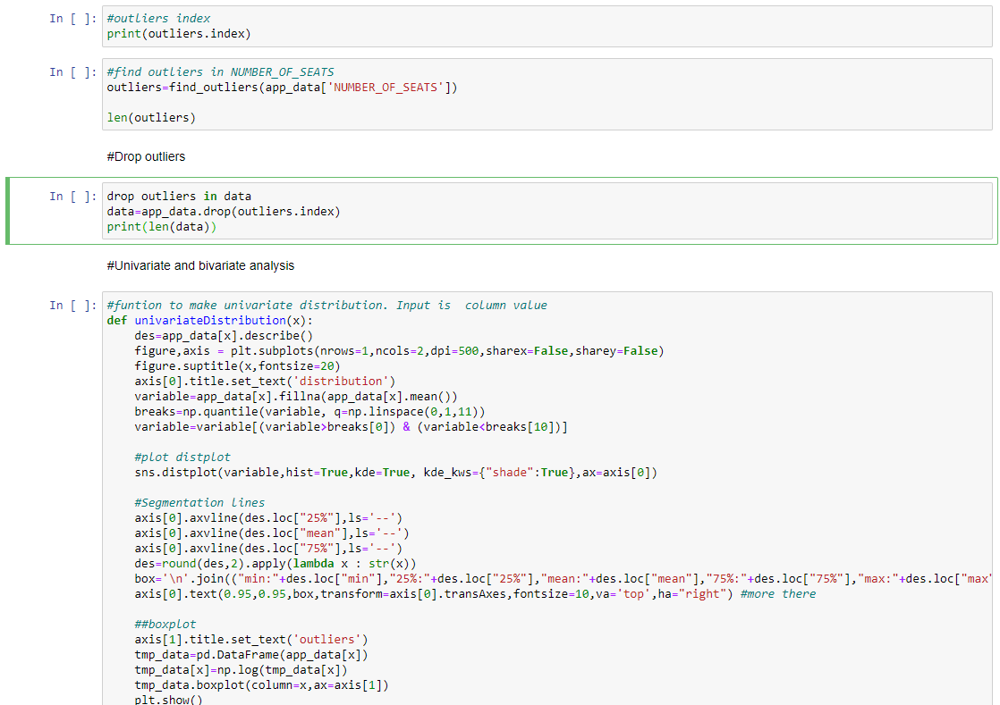 In [ ]: #outliers index
print(outliers.index)
In [ ]: #find outliers in NUMBER_OF_SEATS
outliers=find_outliers(app_data['NUMBER_OF_SEATS'])
len(outliers)
#Drop outliers
In [ ]: drop outliers in data
data=app_data.drop(outliers.index)
print(len(data))
#Univariate and bivariate analysis
In [ ]: #funtion to make univariate distribution. Input is  column value
def univariateDistribution(x):
    des=app_data[x].describe()
    figure,axis = plt.subplots(nrows=1,ncols=2,dpi=500,sharex=False,sharey=False)
    figure.suptitle(x,fontsize=20)
    axis[0].title.set_text('distribution')
    variable=app_data[x].fillna(app_data[x].mean())
    breaks=np.quantile(variable, q=np.linspace(0,1,11))
    variable=variable[(variable>breaks[0]) & (variable<breaks[10])]
    #plot distplot
    sns.distplot(variable,hist=True,kde=True, kde_kws={"shade":True},ax=axis[0])
    #Segmentation lines
    axis[0].axvline(des.loc["25%"],ls='--')
    axis[0].axvline(des.loc["mean"],ls='--')
    axis[0].axvline(des.loc["75%"],ls='--')
    des=round(des,2).apply(lambda x : str(x))
    box='\n'.join(("min:"+des.loc["min"],"25%:"+des.loc["25%"],"mean:"+des.loc["mean"],"75%:"+des.loc["75%"],"max:"+des.loc["max"
    axis[0].text(0.95,0.95,box,transform=axis[0].transAxes,fontsize=10,va='top',ha="right") #more there
    ##boxplot
    axis[1].title.set_text('outliers')
    tmp_data=pd.DataFrame(app_data[x])
    tmp_data[x]=np.log(tmp_data[x])
    tmp_data.boxplot(column=x,ax=axis[1])
    plt.show()